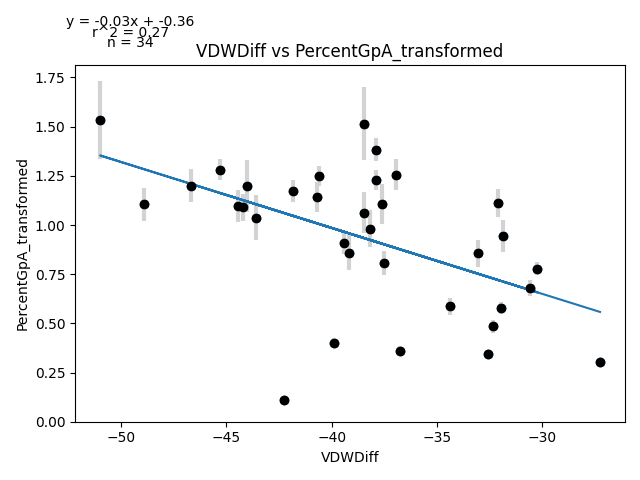 y = -0.03x + -0.36
r^2 = 0.27
n = 34
VDWDiff vs PercentGpA_transformed
1.75
1.50
1.25
1.00
0.75
0.50
0.25
0.00
PercentGpA_transformed
−50
−45
−40
−35
−30
VDWDiff